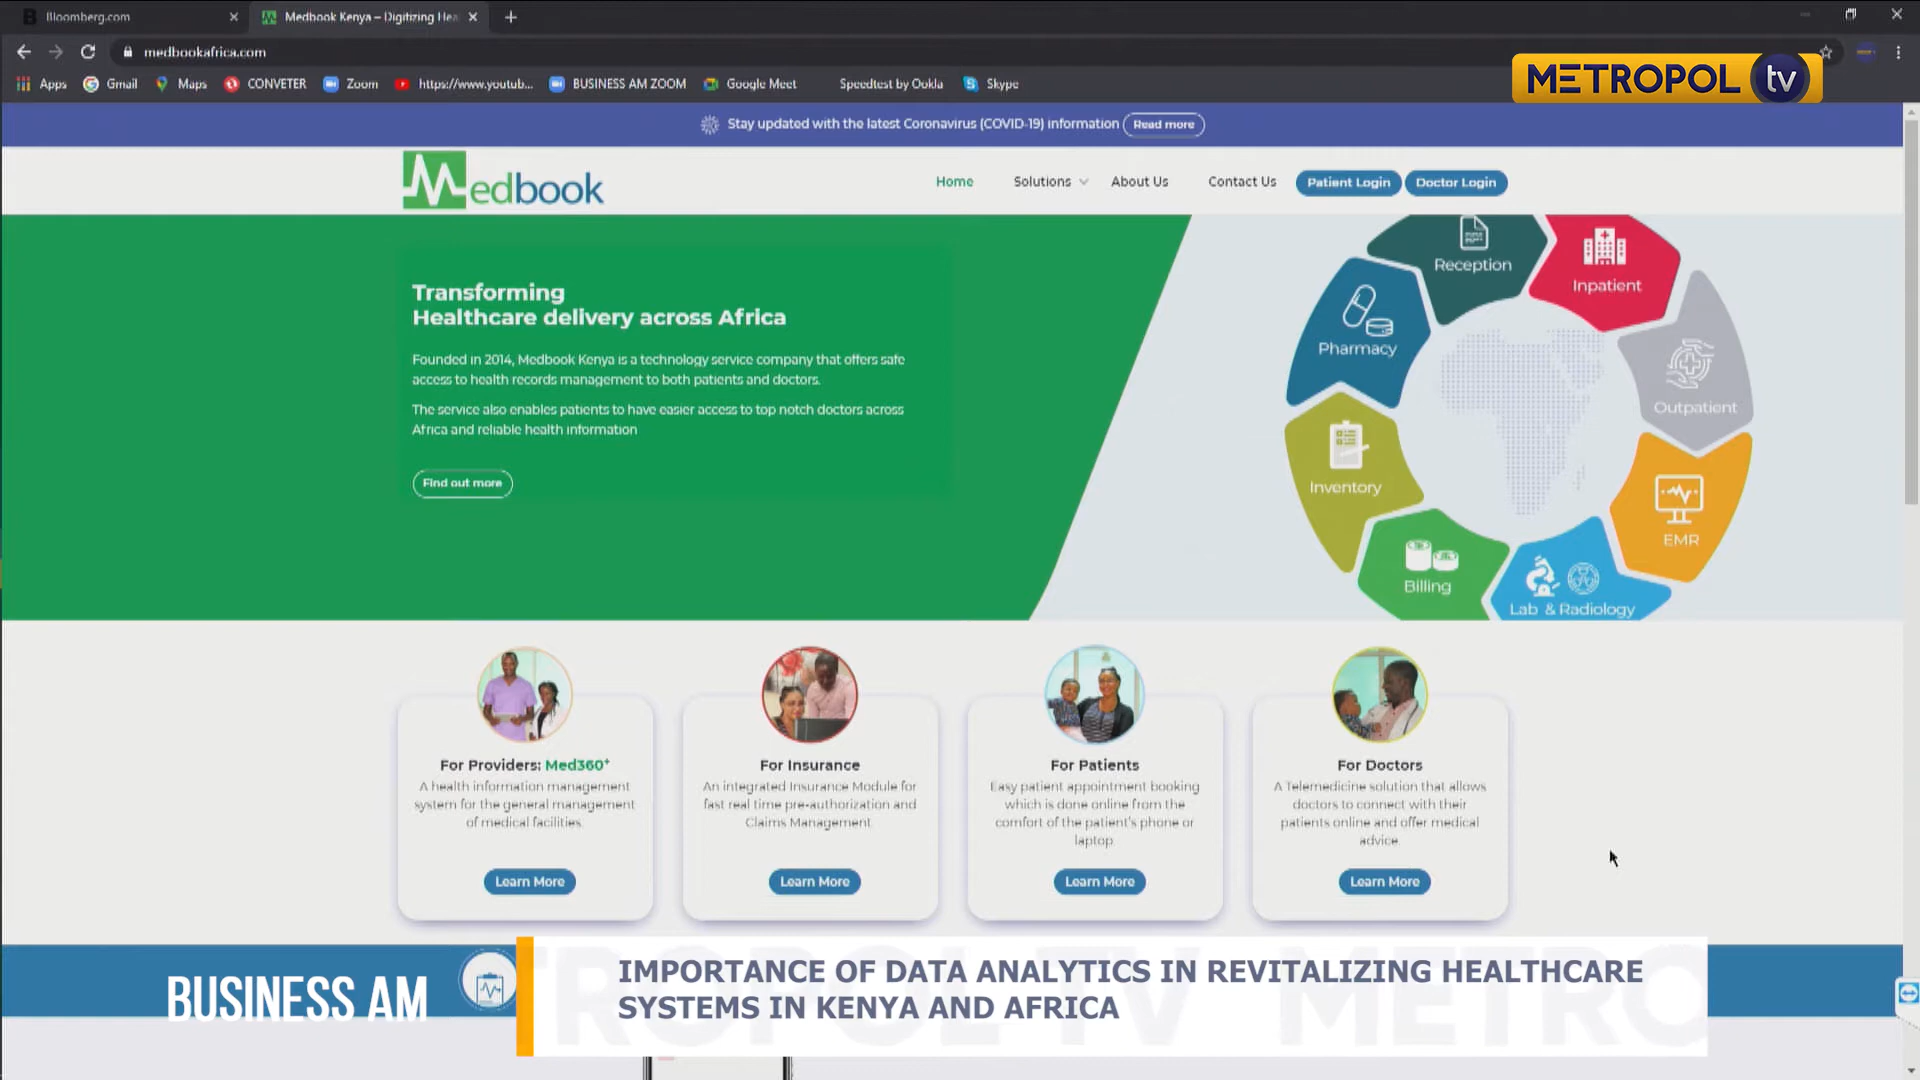 Bloomberg.com
Medbook Kenya – Digitizing Hea
medbookafrica.com
METROPOL tv
Apps
Gmail
Maps
CONVETER
Zoom
https://www.youtub...
BUSINESS AM ZOOM
Google Meet
Speedtest by Ookla
Skype
Stay updated with the latest Coronavirus (COVID-19) information
Read more
Medbook
Home
Solutions
About Us
Contact Us
Patient Login
Doctor Login
Transforming
Healthcare delivery across Africa
Founded in 2014, Medbook Kenya is a technology service company that offers safe
access to health records management to both patients and doctors.
The service also enables patients to have easier access to top notch doctors across
Africa and reliable health information
Find out more
Reception
Inpatient
Pharmacy
Outpatient
Inventory
EMR
Billing
Lab & Radiology
For Providers: Med360+
A health information management
system for the general management
of medical facilities.
Learn More
For Insurance
An integrated Insurance Module for
fast real time pre-authorization and
Claims Management
Learn More
For Patients
Easy patient appointment booking
which is done online from the
comfort of the patient's phone or
laptop
Learn More
For Doctors
A Telemedicine solution that allows
doctors to connect with their
patients online and offer medical
advice
Learn More
BUSINESS AM
IMPORTANCE OF DATA ANALYTICS IN REVITALIZING HEALTHCARE
SYSTEMS IN KENYA AND AFRICA
TROPOL TV METRO